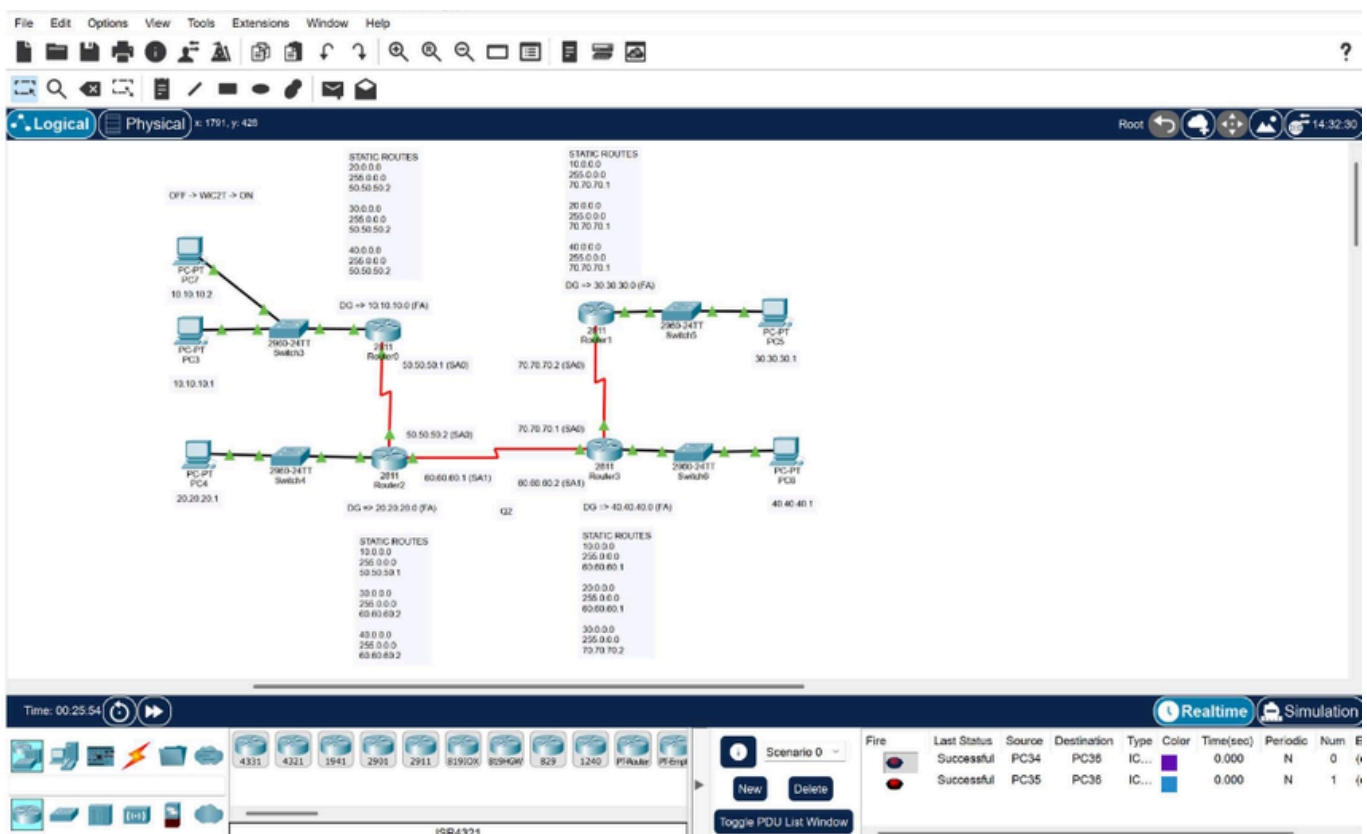 File Edit Options View Tools Extensions Window Help
?
Logical Physical x: 1791, y: 428 Root 14:32:30
STATIC ROUTES
20.0.0.0
255.0.0.0
50.50.50.2
30.0.0.0
255.0.0.0
50.50.50.2
40.0.0.0
255.0.0.0
50.50.50.2
STATIC ROUTES
10.0.0.0
255.0.0.0
70.70.70.1
20.0.0.0
255.0.0.0
70.70.70.1
40.0.0.0
255.0.0.0
70.70.70.1
OFF -> WIC2T -> ON
PC-PT
PC7
10.10.10.2
DG => 10.10.10.0 (FA)
DG => 30.30.30.0 (FA)
PC-PT
PC3
10.10.10.1
2960-24TT
Switch3
2811
Router0
50.50.50.1 (SA0)
70.70.70.2 (SA0)
2811
Router1
2960-24TT
Switch5
PC-PT
PC5
30.30.30.1
50.50.50.2 (SA0)
70.70.70.1 (SA0)
PC-PT
PC4
20.20.20.1
2960-24TT
Switch4
2811
Router2
60.60.60.1 (SA1)
60.60.60.2 (SA1)
2811
Router3
2960-24TT
Switch6
PC-PT
PC6
40.40.40.1
DG => 20.20.20.0 (FA)
Q2
DG => 40.40.40.0 (FA)
STATIC ROUTES
10.0.0.0
255.0.0.0
50.50.50.1
30.0.0.0
255.0.0.0
60.60.60.2
40.0.0.0
255.0.0.0
60.60.60.2
STATIC ROUTES
10.0.0.0
255.0.0.0
60.60.60.1
20.0.0.0
255.0.0.0
60.60.60.1
30.0.0.0
255.0.0.0
70.70.70.2
Time: 00:25:54 Realtime Simulation
4331 4321 1941 2901 2911 819IOX 819HGW 829 1240 PT-Router PT-Empt
ISR4321
Scenario 0
New Delete
Toggle PDU List Window
Fire Last Status Source Destination Type Color Time(sec) Periodic Num E
Successful PC34 PC36 IC... 0.000 N 0
Successful PC35 PC36 IC... 0.000 N 1